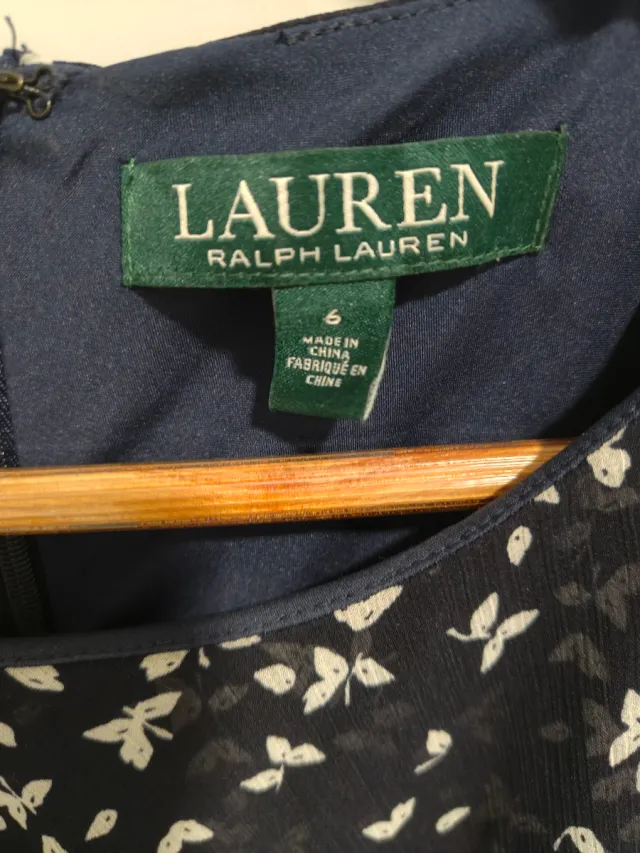 LAUREN
RALPH LAUREN
6
MADE IN
CHINA
FABRIQUÉ EN
CHINE